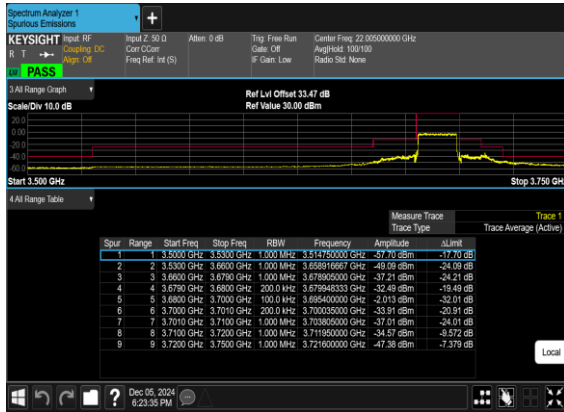 Spectrum Analyzer 1
Spurious Emissions
+
KEYSIGHT Input: RF Input Z: 50 Ω Atten: 0 dB Trig: Free Run Center Freq: 22.005000000 GHz
R T Coupling: DC Corr CCorr Gate: Off Avg|Hold: 100/100
Align: Off Freq Ref: Int (S) IF Gain: Low Radio Std: None
LXI PASS
3 All Range Graph Ref Lvl Offset 33.47 dB
Scale/Div 10.0 dB Ref Value 30.00 dBm
20.0
0.00
-20.0
-40.0
-60.0
Start 3.500 GHz Stop 3.750 GHz
4 All Range Table
Measure Trace Trace 1
Trace Type Trace Average (Active)
Spur Range Start Freq Stop Freq RBW Frequency Amplitude ΔLimit
1 1 3.5000 GHz 3.5300 GHz 1.000 MHz 3.514750000 GHz -57.70 dBm -17.70 dB
2 2 3.5300 GHz 3.6600 GHz 1.000 MHz 3.658916667 GHz -49.09 dBm -24.09 dB
3 3 3.6600 GHz 3.6790 GHz 1.000 MHz 3.678905000 GHz -37.21 dBm -24.21 dB
4 4 3.6790 GHz 3.6800 GHz 200.0 kHz 3.679948333 GHz -32.49 dBm -19.49 dB
5 5 3.6800 GHz 3.7000 GHz 100.0 kHz 3.695400000 GHz -2.013 dBm -32.01 dB
6 6 3.7000 GHz 3.7010 GHz 200.0 kHz 3.700035000 GHz -33.91 dBm -20.91 dB
7 7 3.7010 GHz 3.7100 GHz 1.000 MHz 3.703805000 GHz -37.01 dBm -24.01 dB
8 8 3.7100 GHz 3.7200 GHz 1.000 MHz 3.711950000 GHz -34.57 dBm -9.572 dB
9 9 3.7200 GHz 3.7500 GHz 1.000 MHz 3.721600000 GHz -47.38 dBm -7.379 dB
Local
? Dec 05, 2024
6:23:35 PM